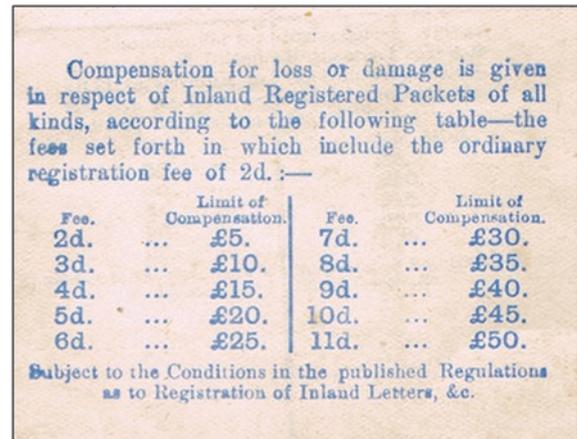 Compensation for loss or damage is given
in respect of Inland Registered Packets of all
kinds, according to the following table—the
fees set forth in which include the ordinary
registration fee of 2d.:—
Fee. Limit of Compensation. Fee. Limit of Compensation.
2d. ... £5. 7d. ... £30.
3d. ... £10. 8d. ... £35.
4d. ... £15. 9d. ... £40.
5d. ... £20. 10d. ... £45.
6d. ... £25. 11d. ... £50.
Subject to the Conditions in the published Regulations
as to Registration of Inland Letters, &c.